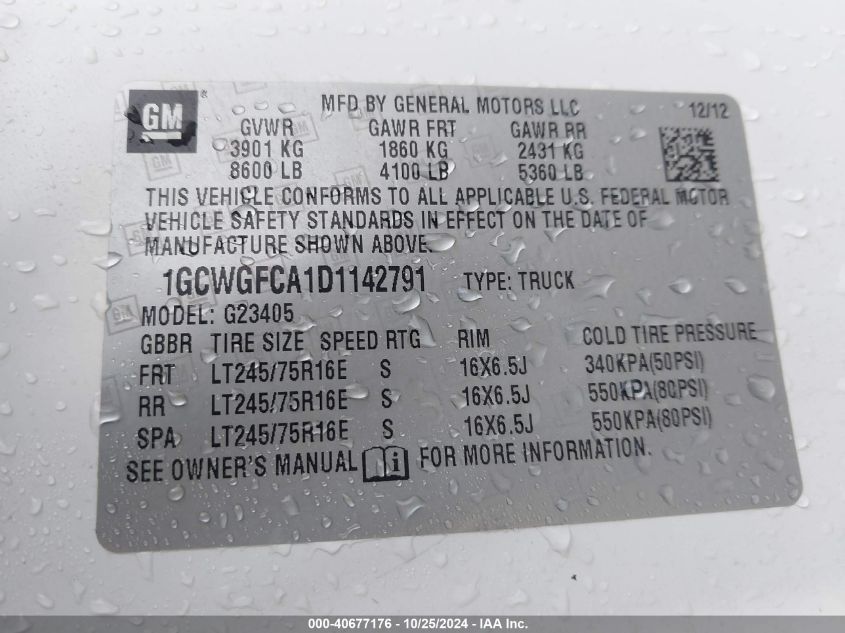 GM ® MFD BY GENERAL MOTORS LLC 12/12
GVWR GAWR FRT GAWR RR
3901 KG 1860 KG 2431 KG
8600 LB 4100 LB 5360 LB
THIS VEHICLE CONFORMS TO ALL APPLICABLE U.S. FEDERAL MOTOR
VEHICLE SAFETY STANDARDS IN EFFECT ON THE DATE OF
MANUFACTURE SHOWN ABOVE.
1GCWGFCA1D1142791 TYPE: TRUCK
MODEL: G23405
GBBR TIRE SIZE SPEED RTG RIM COLD TIRE PRESSURE
FRT LT245/75R16E S 16X6.5J 340KPA(50PSI)
RR LT245/75R16E S 16X6.5J 550KPA(80PSI)
SPA LT245/75R16E S 16X6.5J 550KPA(80PSI)
SEE OWNER'S MANUAL i FOR MORE INFORMATION.
000-40677176 - 10/25/2024 - IAA Inc.